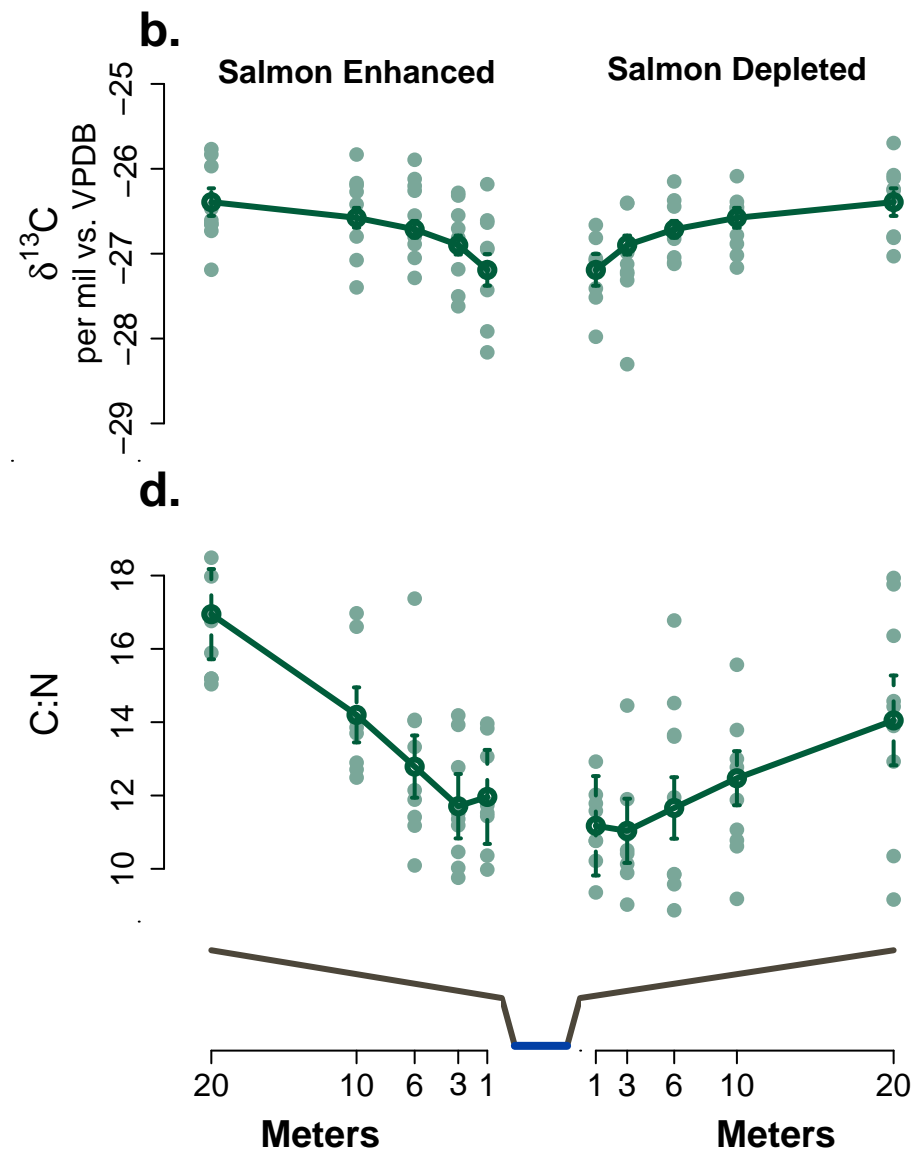 b.
Salmon Enhanced
Salmon Depleted
δ¹³C
per mil vs. VPDB
−25
−26
−27
−28
−29
d.
C:N
18
16
14
12
10
20 10 6 3 1
1 3 6 10 20
Meters
Meters